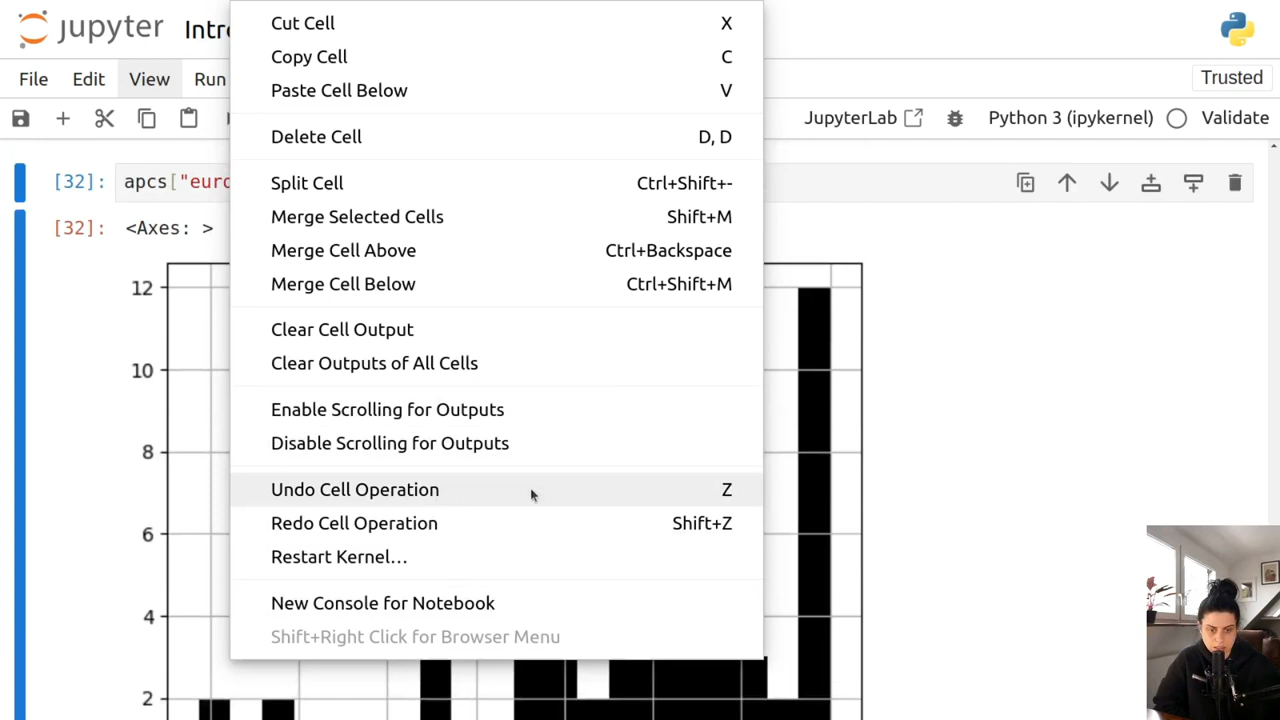 jupyter Intro
File Edit View Run Trusted
JupyterLab Python 3 (ipykernel) Validate
Cut Cell X
Copy Cell C
Paste Cell Below V
Delete Cell D, D
Split Cell Ctrl+Shift+-
Merge Selected Cells Shift+M
Merge Cell Above Ctrl+Backspace
Merge Cell Below Ctrl+Shift+M
Clear Cell Output
Clear Outputs of All Cells
Enable Scrolling for Outputs
Disable Scrolling for Outputs
Undo Cell Operation Z
Redo Cell Operation Shift+Z
Restart Kernel…
New Console for Notebook
Shift+Right Click for Browser Menu
[32]: apcs["euro
[32]: <Axes: >
12
10
8
6
4
2